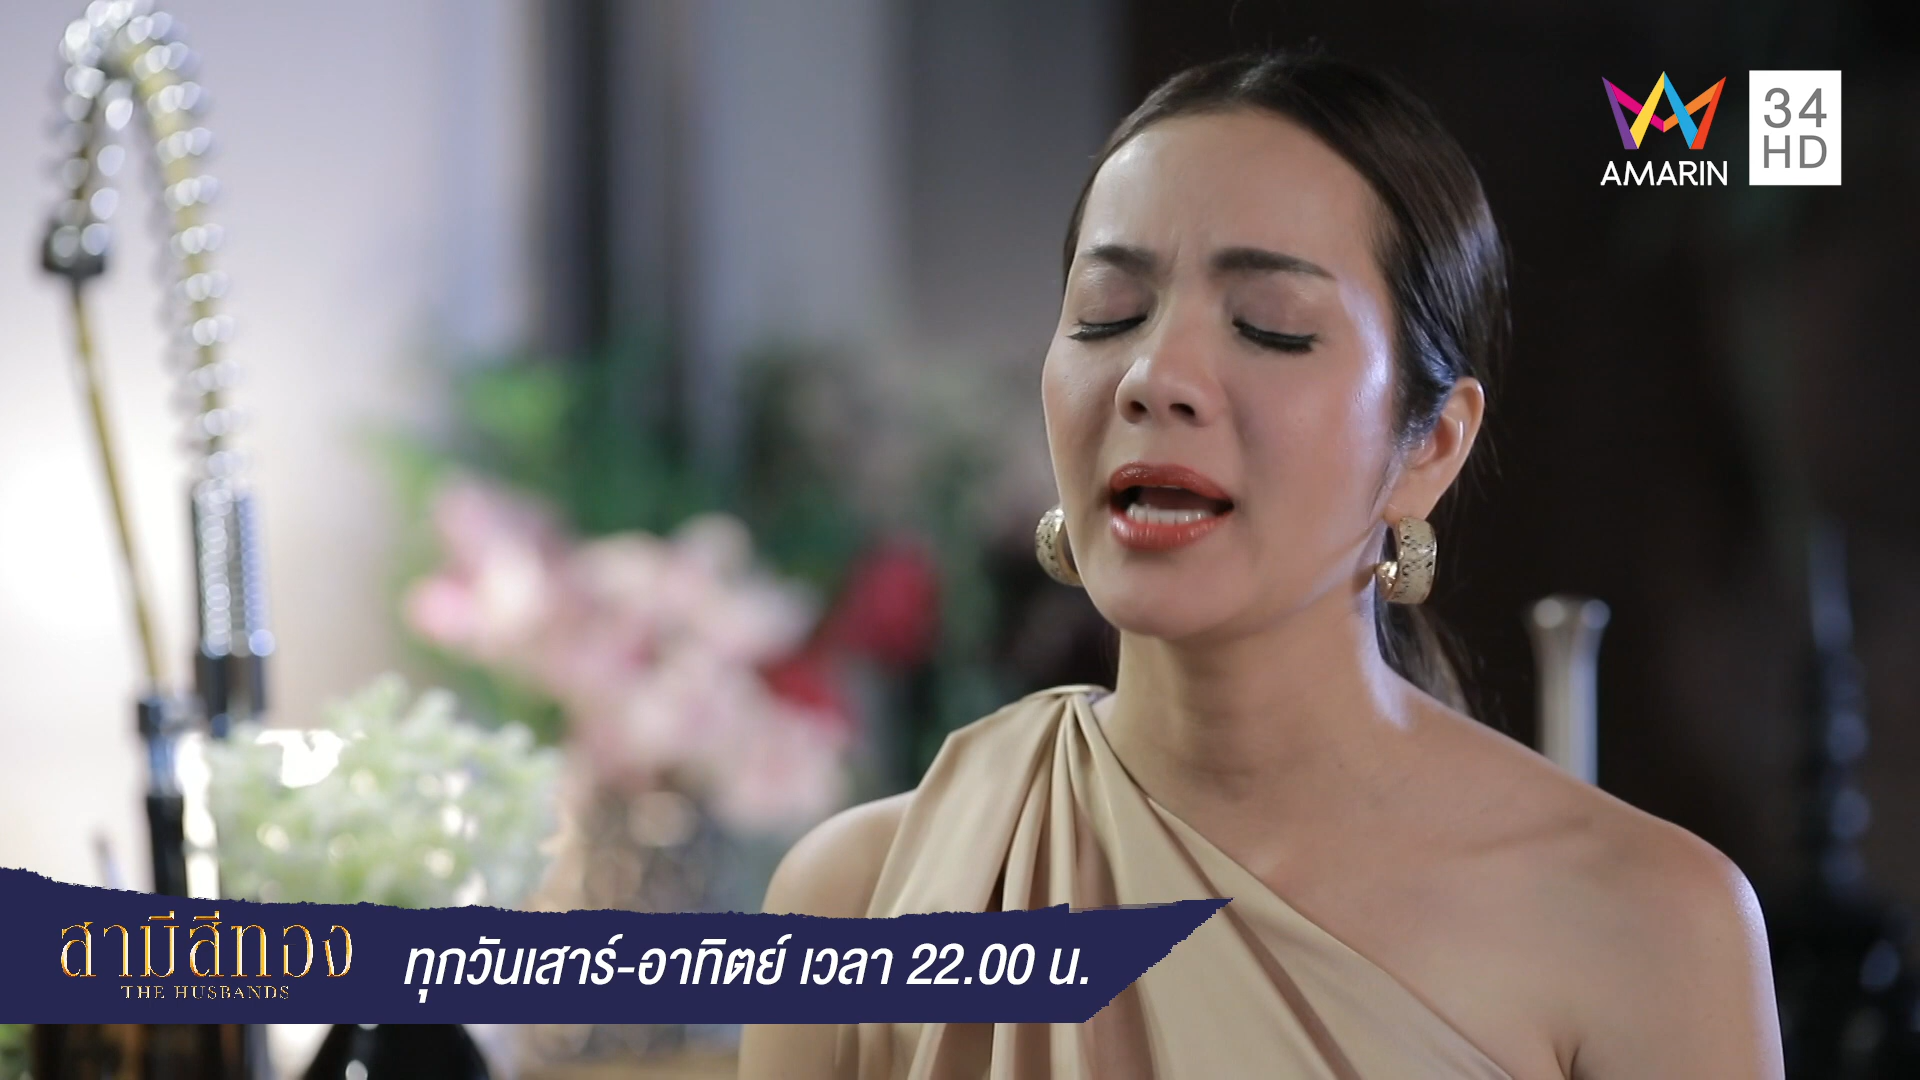 AMARIN
34
HD
สามีสีทอง
THE HUSBANDS
ทุกวันเสาร์-อาทิตย์ เวลา 22.00 น.